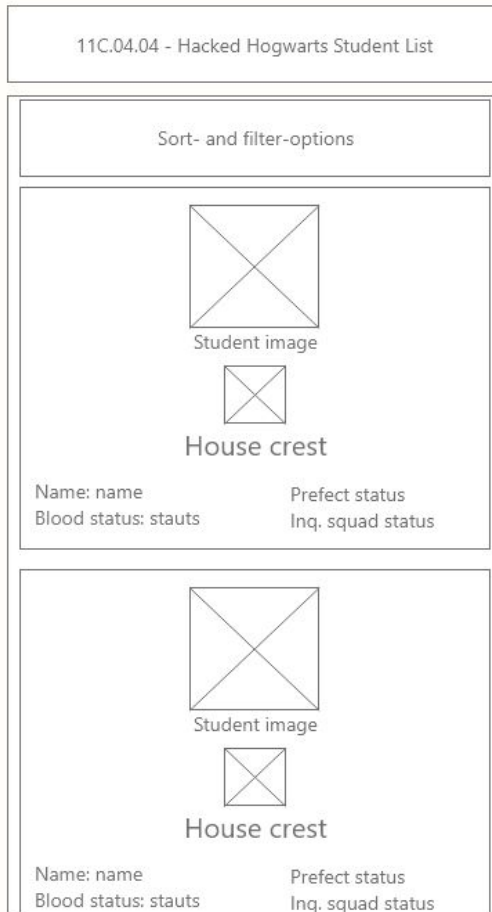 11C.04.04 - Hacked Hogwarts Student List
Sort- and filter-options
Student image
House crest
Name: name
Blood status: stauts
Prefect status
Inq. squad status
Student image
House crest
Name: name
Blood status: stauts
Prefect status
Inq. squad status